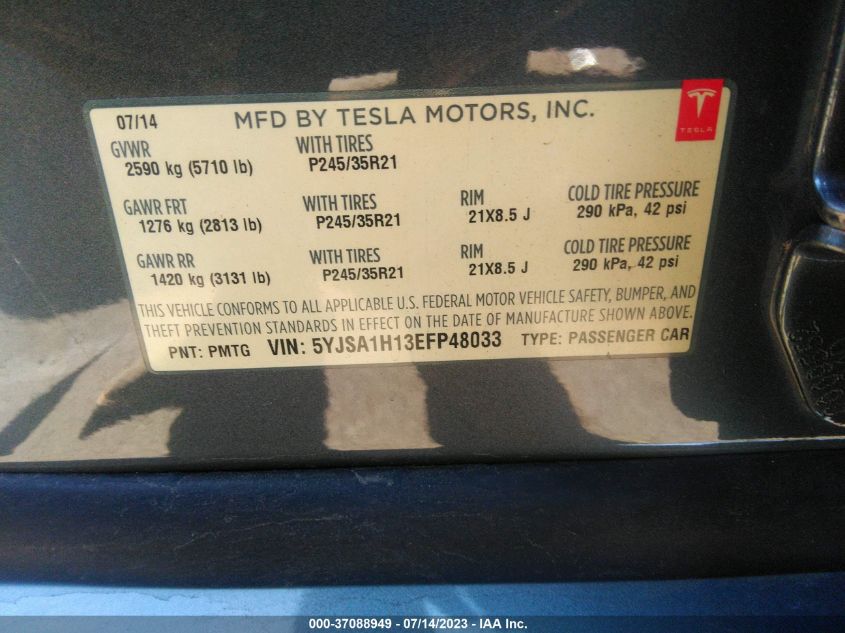 07/14 MFD BY TESLA MOTORS, INC.
TESLA
GVWR WITH TIRES
2590 kg (5710 lb) P245/35R21
GAWR FRT WITH TIRES RIM COLD TIRE PRESSURE
1276 kg (2813 lb) P245/35R21 21X8.5 J 290 kPa, 42 psi
GAWR RR WITH TIRES RIM COLD TIRE PRESSURE
1420 kg (3131 lb) P245/35R21 21X8.5 J 290 kPa, 42 psi
THIS VEHICLE CONFORMS TO ALL APPLICABLE U.S. FEDERAL MOTOR VEHICLE SAFETY, BUMPER, AND
THEFT PREVENTION STANDARDS IN EFFECT ON THE DATE OF MANUFACTURE SHOWN ABOVE.
PNT: PMTG VIN: 5YJSA1H13EFP48033 TYPE: PASSENGER CAR
000-37088949 - 07/14/2023 - IAA Inc.